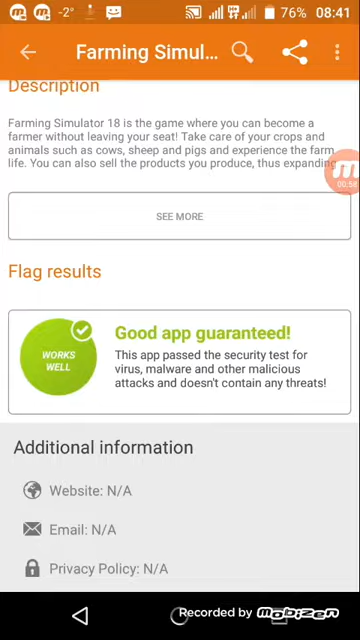 -2° 76% 08:41
Farming Simul...
Description
Farming Simulator 18 is the game where you can become a
farmer without leaving your seat! Take care of your crops and
animals such as cows, sheep and pigs and experience the farm
life. You can also sell the products you produce, thus expanding
00:58
SEE MORE
Flag results
WORKS
WELL
Good app guaranteed!
This app passed the security test for
virus, malware and other malicious
attacks and doesn't contain any threats!
Additional information
Website: N/A
Email: N/A
Privacy Policy: N/A
Recorded by mobizen